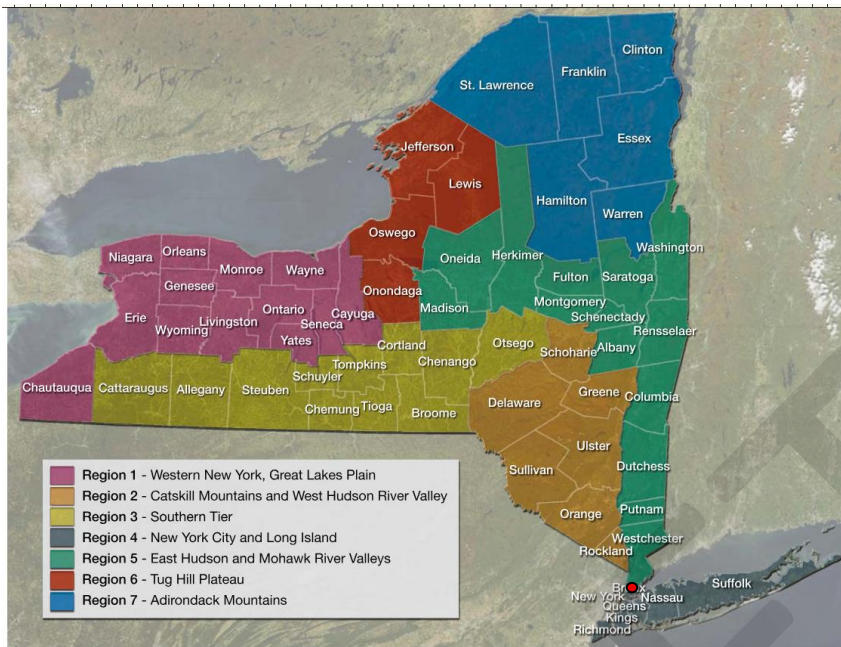 Clinton
Franklin
St. Lawrence
Essex
Jefferson
Lewis
Hamilton
Warren
Oswego
Washington
Niagara
Orleans
Monroe
Wayne
Oneida
Herkimer
Fulton
Saratoga
Genesee
Onondaga
Madison
Montgomery
Schenectady
Erie
Wyoming
Livingston
Ontario
Seneca
Cayuga
Yates
Rensselaer
Cortland
Otsego
Schoharie
Albany
Chautauqua
Cattaraugus
Allegany
Steuben
Schuyler
Tompkins
Chenango
Chemung
Tioga
Broome
Delaware
Greene
Columbia
Ulster
Sullivan
Dutchess
Orange
Putnam
Westchester
Rockland
Region 1 - Western New York, Great Lakes Plain
Region 2 - Catskill Mountains and West Hudson River Valley
Region 3 - Southern Tier
Region 4 - New York City and Long Island
Region 5 - East Hudson and Mohawk River Valleys
Region 6 - Tug Hill Plateau
Region 7 - Adirondack Mountains
New York
Nassau
Suffolk
Queens
Kings
Richmond